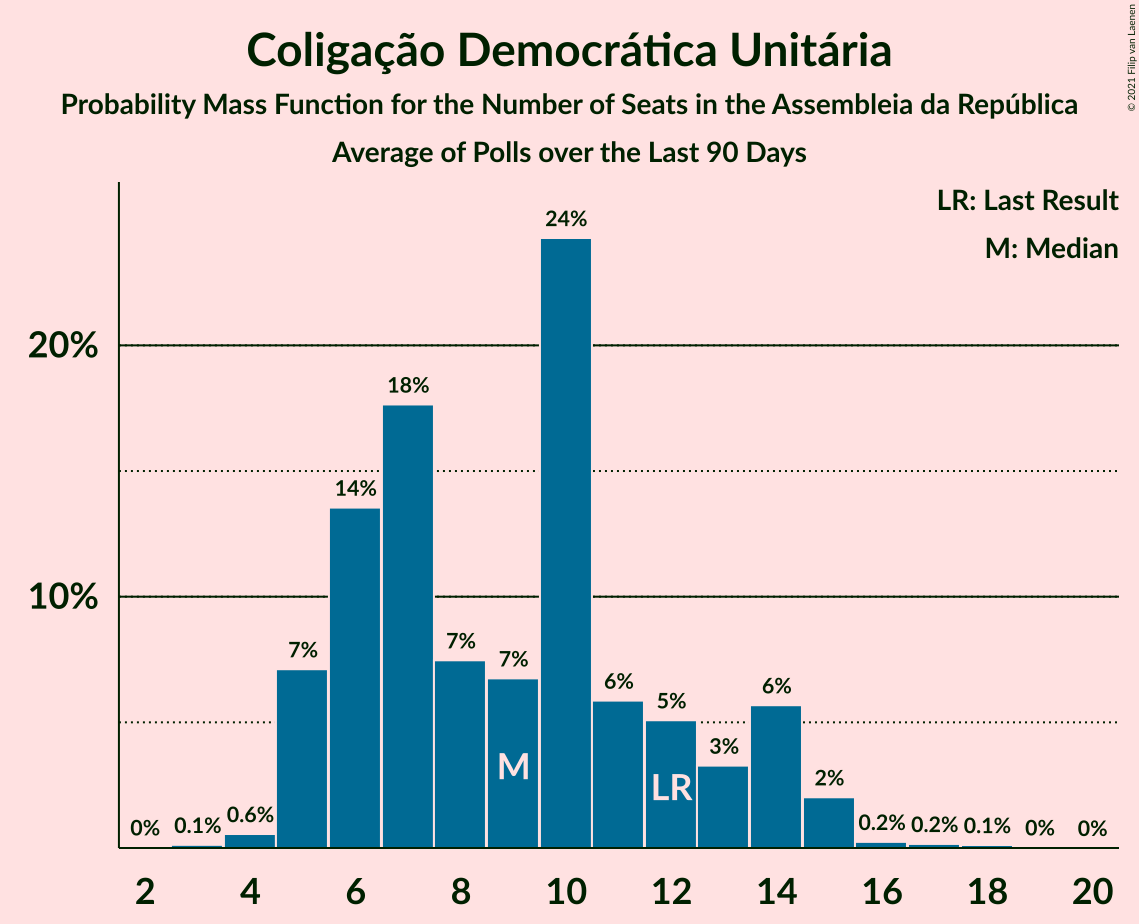 Coligação Democrática Unitária
Probability Mass Function for the Number of Seats in the Assembleia da República
Average of Polls over the Last 90 Days
© 2021 Filip van Laenen
LR: Last Result
M: Median
20%
10%
0%
0.1%
0.6%
7%
14%
18%
7%
7%
24%
6%
5%
3%
6%
2%
0.2%
0.2%
0.1%
0%
0%
M
LR
2 4 6 8 10 12 14 16 18 20